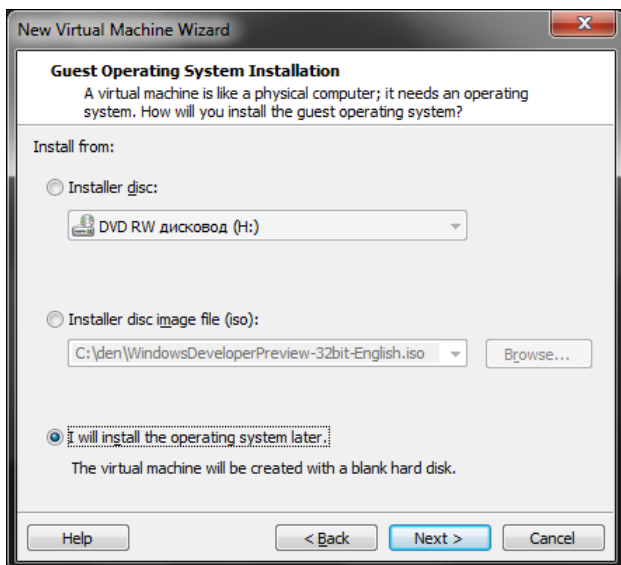 New Virtual Machine Wizard
Guest Operating System Installation
A virtual machine is like a physical computer; it needs an operating
system. How will you install the guest operating system?
Install from:
Installer disc:
DVD RW дисковод (H:)
Installer disc image file (iso):
C:\den\WindowsDeveloperPreview-32bit-English.iso
Browse...
I will install the operating system later.
The virtual machine will be created with a blank hard disk.
Help
< Back
Next >
Cancel